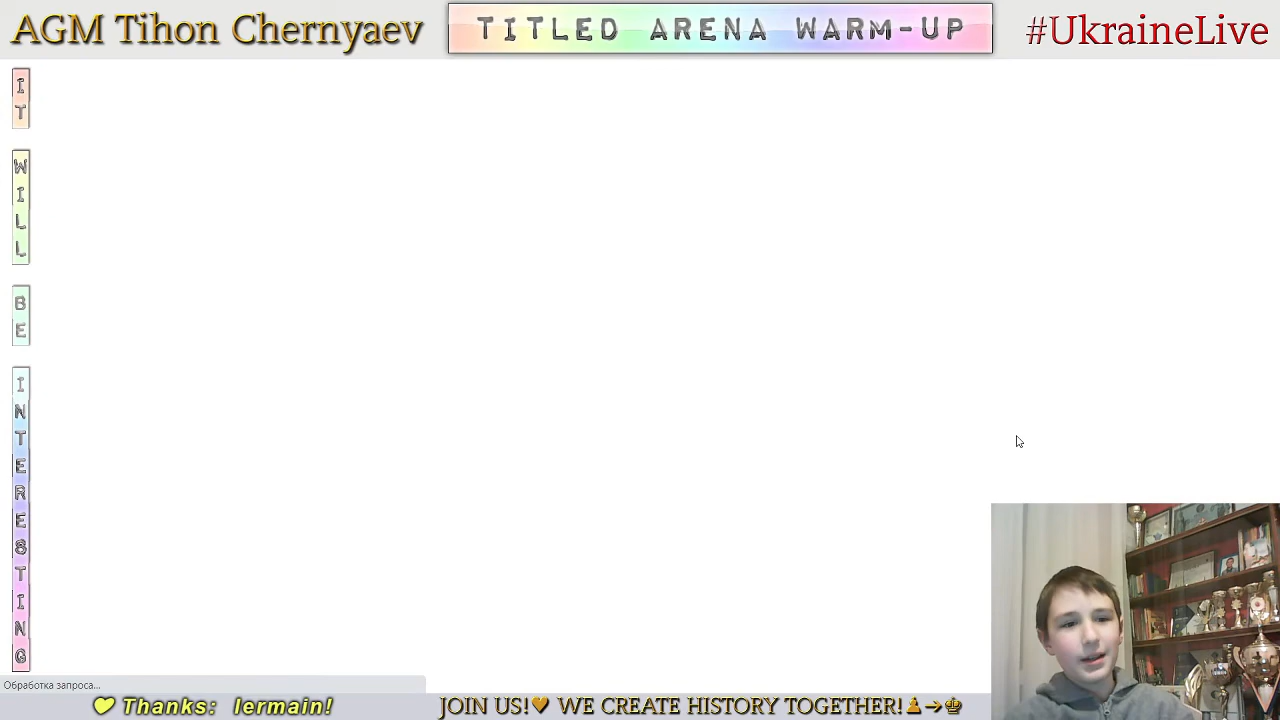 AGM Tihon Chernyaev
TITLED ARENA WARM-UP
#UkraineLive
IT
WILL
BE
INTERESTING
Обработка запроса...
Thanks: lermain!
JOIN US! WE CREATE HISTORY TOGETHER!